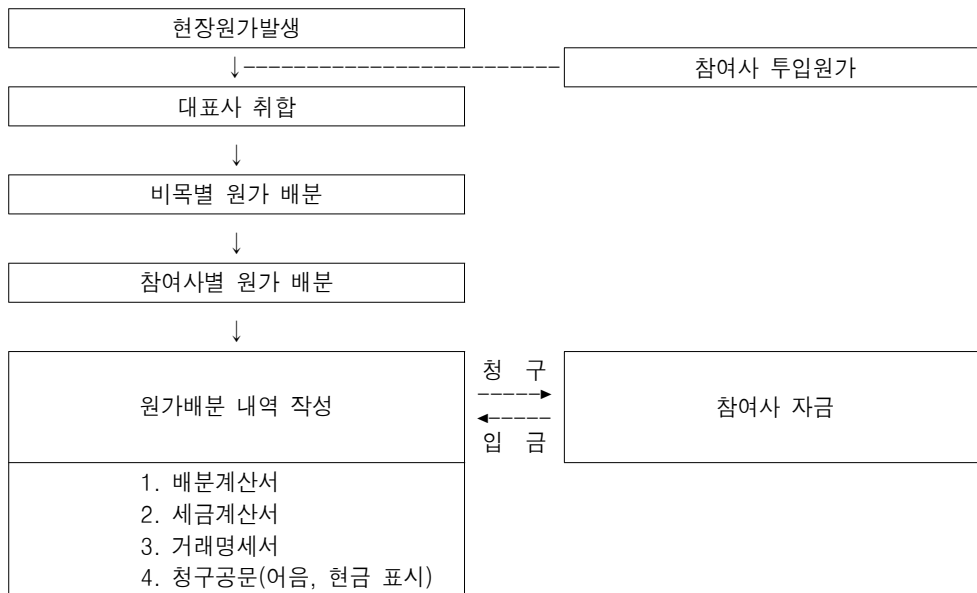 현장원가발생
참여사 투입원가
대표사 취합
비목별 원가 배분
참여사별 원가 배분
원가배분 내역 작성
청 구
입 금
참여사 자금
1. 배분계산서
2. 세금계산서
3. 거래명세서
4. 청구공문(어음, 현금 표시)